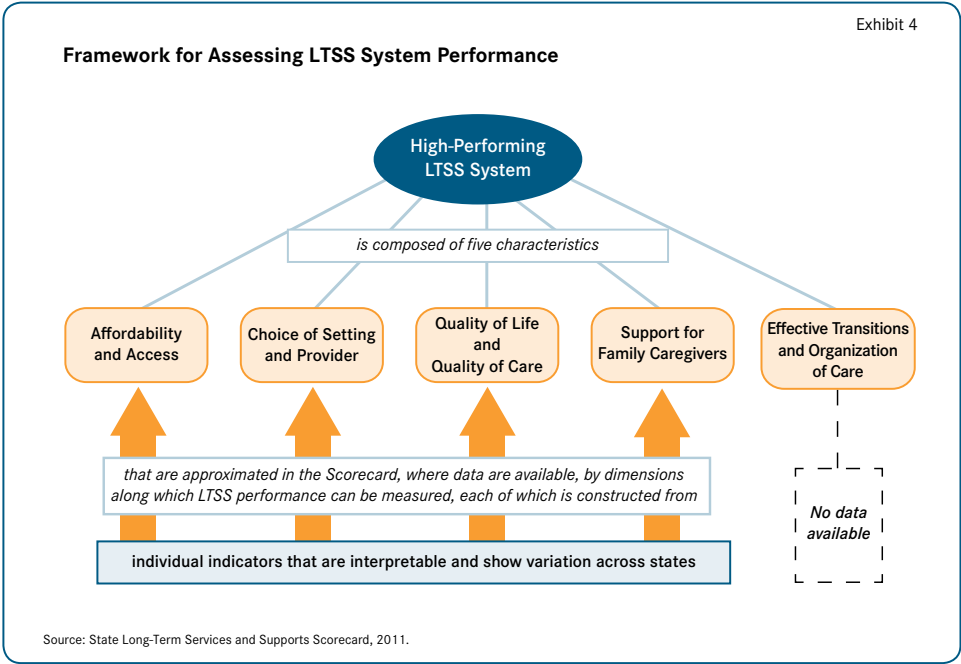 Exhibit 4
Framework for Assessing LTSS System Performance
High-Performing
LTSS System
is composed of five characteristics
Affordability
and Access
Choice of Setting
and Provider
Quality of Life
and
Quality of Care
Support for
Family Caregivers
Effective Transitions
and Organization
of Care
that are approximated in the Scorecard, where data are available, by dimensions
along which LTSS performance can be measured, each of which is constructed from
No data
available
individual indicators that are interpretable and show variation across states
Source: State Long-Term Services and Supports Scorecard, 2011.